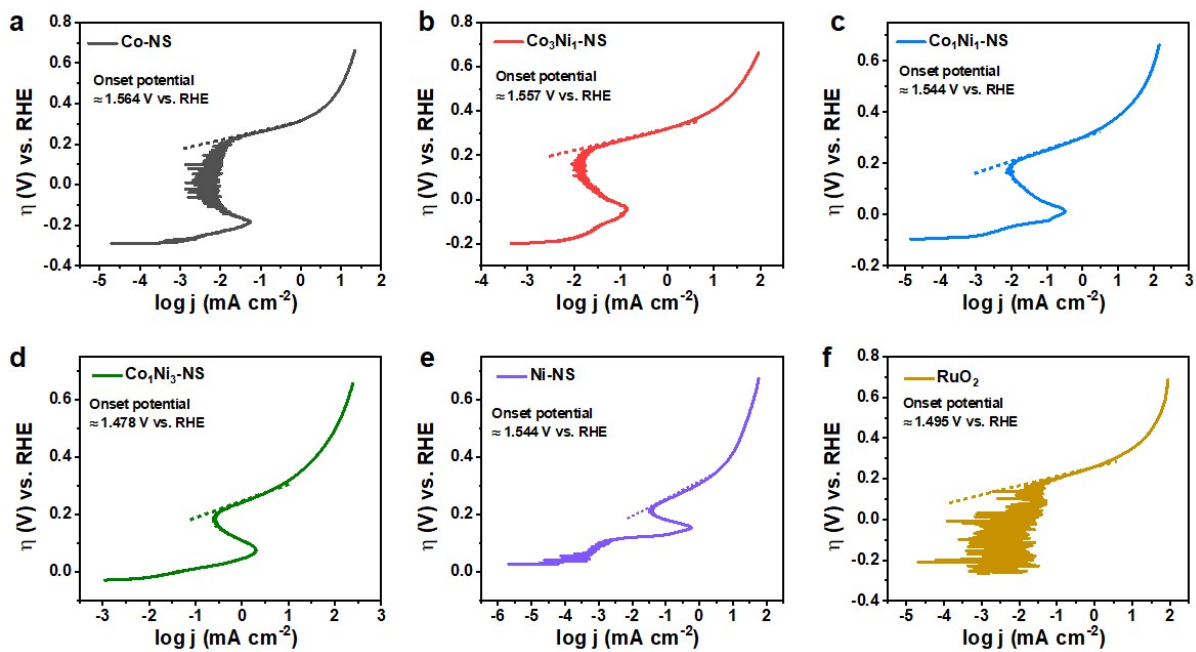 a
Co-NS
Onset potential
≈ 1.564 V vs. RHE
η (V) vs. RHE
0.8
0.6
0.4
0.2
0.0
-0.2
-0.4
-5 -4 -3 -2 -1 0 1 2
log j (mA cm⁻²)
b
Co₃Ni₁-NS
Onset potential
≈ 1.557 V vs. RHE
η (V) vs. RHE
0.8
0.6
0.4
0.2
0.0
-0.2
-4 -3 -2 -1 0 1 2
log j (mA cm⁻²)
c
Co₁Ni₁-NS
Onset potential
≈ 1.544 V vs. RHE
η (V) vs. RHE
0.6
0.4
0.2
0.0
-0.2
-5 -4 -3 -2 -1 0 1 2 3
log j (mA cm⁻²)
d
Co₁Ni₃-NS
Onset potential
≈ 1.478 V vs. RHE
η (V) vs. RHE
0.6
0.4
0.2
0.0
-3 -2 -1 0 1 2 3
log j (mA cm⁻²)
e
Ni-NS
Onset potential
≈ 1.544 V vs. RHE
η (V) vs. RHE
0.6
0.4
0.2
0.0
-6 -5 -4 -3 -2 -1 0 1 2
log j (mA cm⁻²)
f
RuO₂
Onset potential
≈ 1.495 V vs. RHE
η (V) vs. RHE
0.8
0.6
0.4
0.2
0.0
-0.2
-0.4
-5 -4 -3 -2 -1 0 1 2
log j (mA cm⁻²)